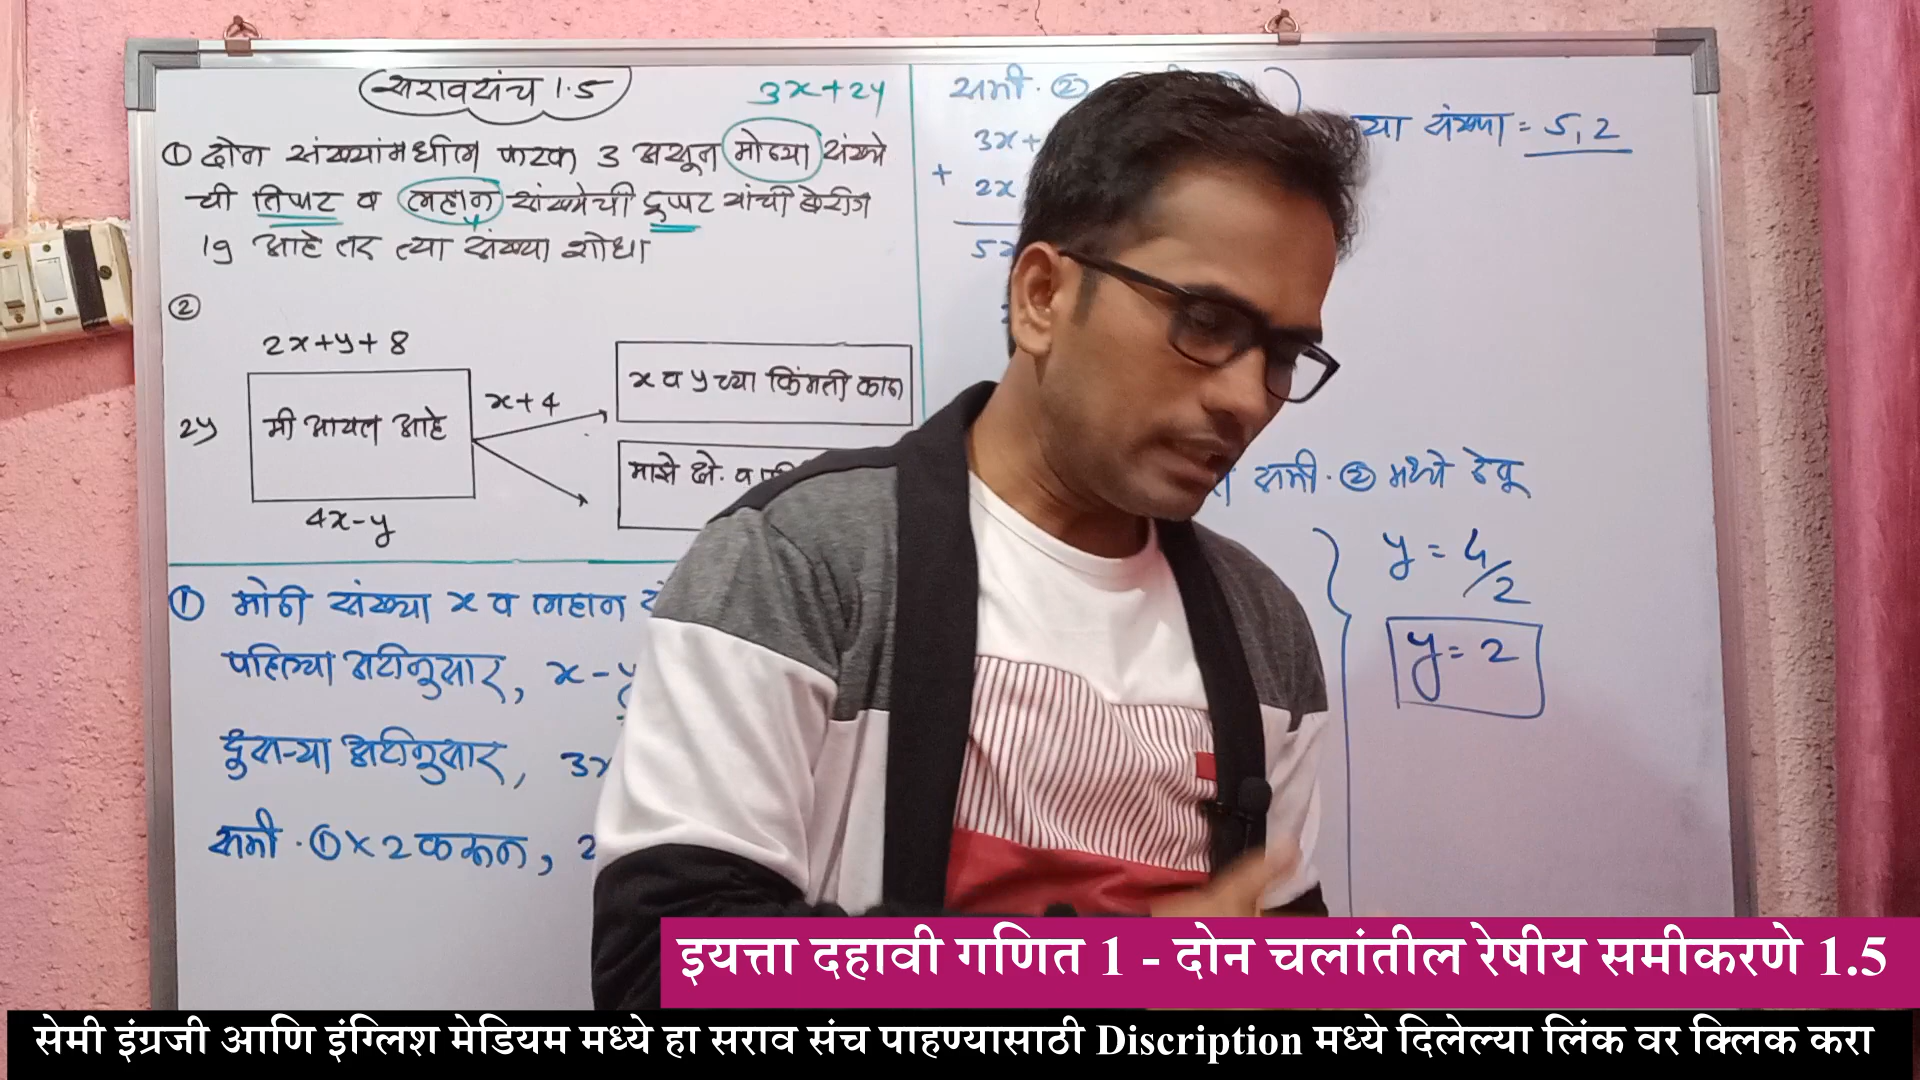 सरावसंच 1.5
3x+2y
① दोन संख्यांमधील फरक 3 असून मोठ्या संख्ये
ची तिप्पट व लहान संख्येची दुप्पट यांची बेरीज
19 आहे तर त्या संख्या शोधा
②
2x+y+8
2y
मी आयत आहे
x+4
4x-y
x व y च्या किंमती काढा
माझे क्षे. व
① मोठी संख्या x व लहान
पहिल्या अटीनुसार, x-y
दुसऱ्या अटीनुसार, 3x
समी. ①×2 करून, 2
समी. ②
3x+
+ 2x
5x
त्या संख्या = 5, 2
समी. ② मध्ये ठेवू
y = 4/2
y = 2
इयत्ता दहावी गणित 1 - दोन चलांतील रेषीय समीकरणे 1.5
सेमी इंग्रजी आणि इंग्लिश मेडियम मध्ये हा सराव संच पाहण्यासाठी Discription मध्ये दिलेल्या लिंक वर क्लिक करा